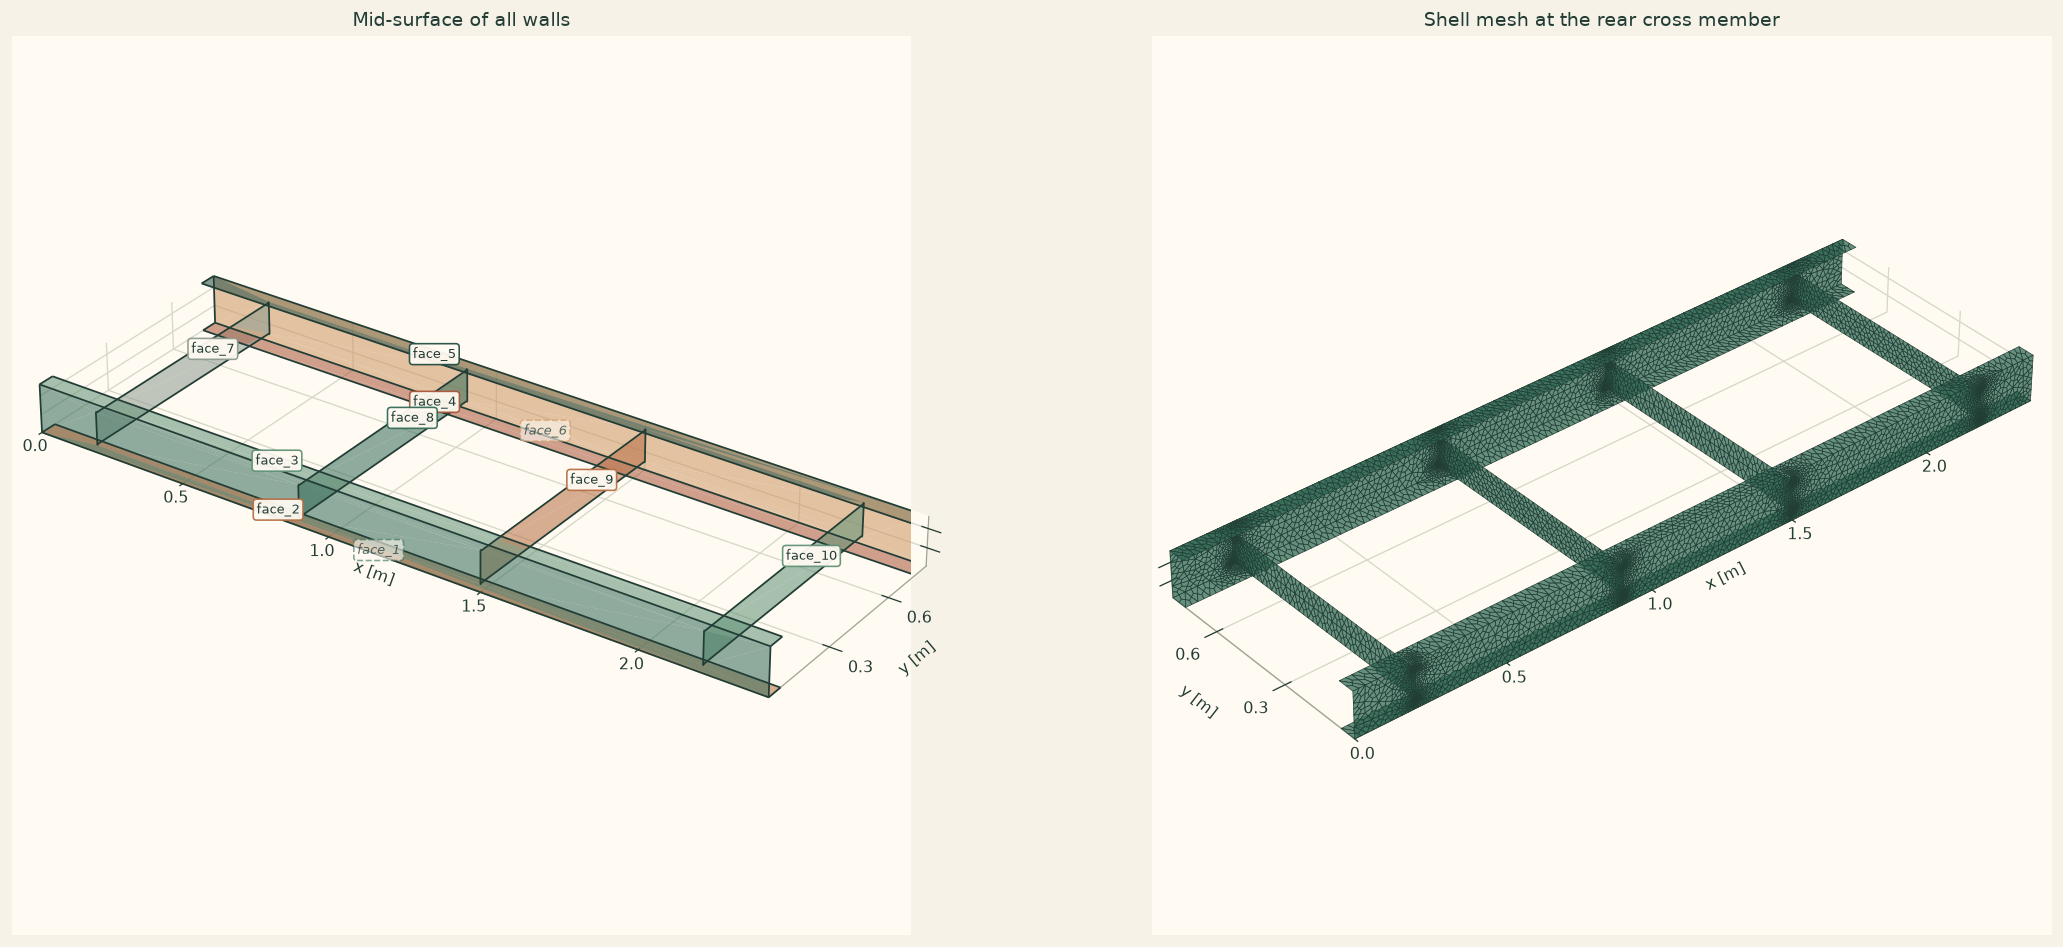 Mid-surface of all walls
face_7
face_5
face_4
face_8
face_6
face_3
face_9
face_2
face_1
face_10
0.0
0.5
1.0
1.5
2.0
x [m]
0.3
0.6
y [m]
Shell mesh at the rear cross member
0.6
0.3
y [m]
0.0
0.5
1.0
1.5
2.0
x [m]